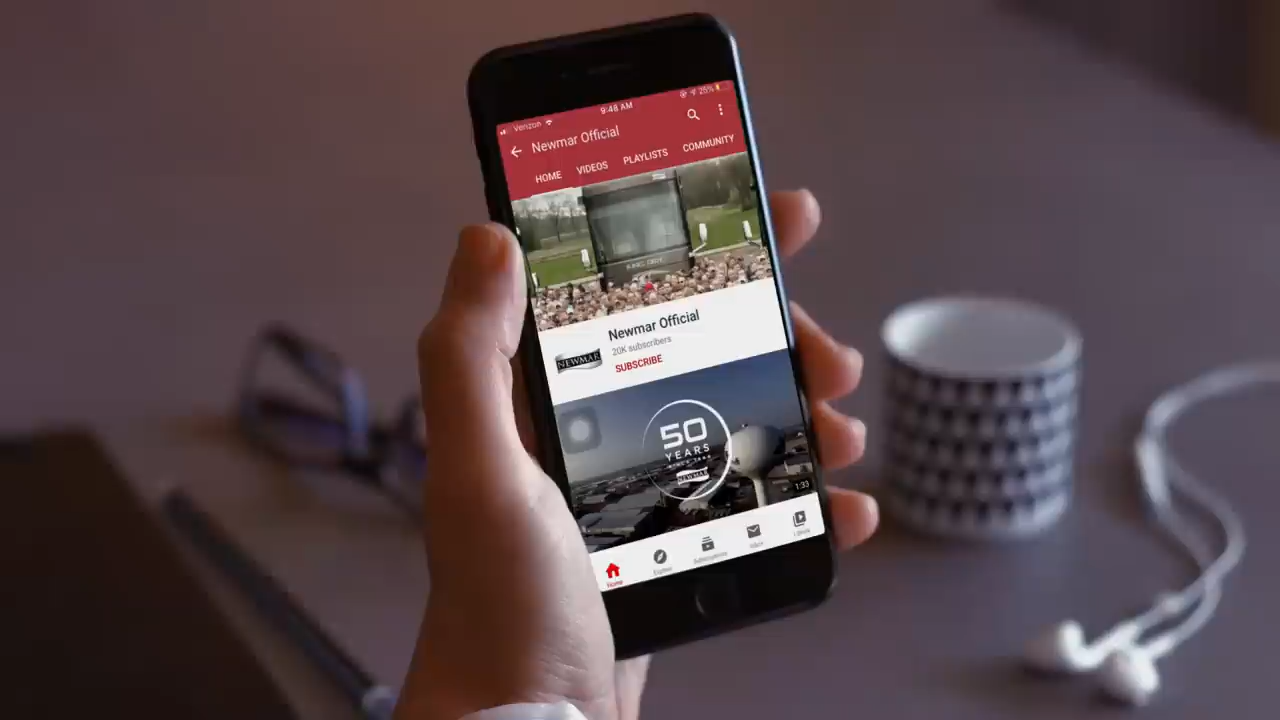 Verizon 9:48 AM 25%
Newmar Official
HOME VIDEOS PLAYLISTS COMMUNITY
Newmar Official
20K subscribers
NEWMAR
SUBSCRIBE
50
YEARS
NEWMAR
1:33
Home